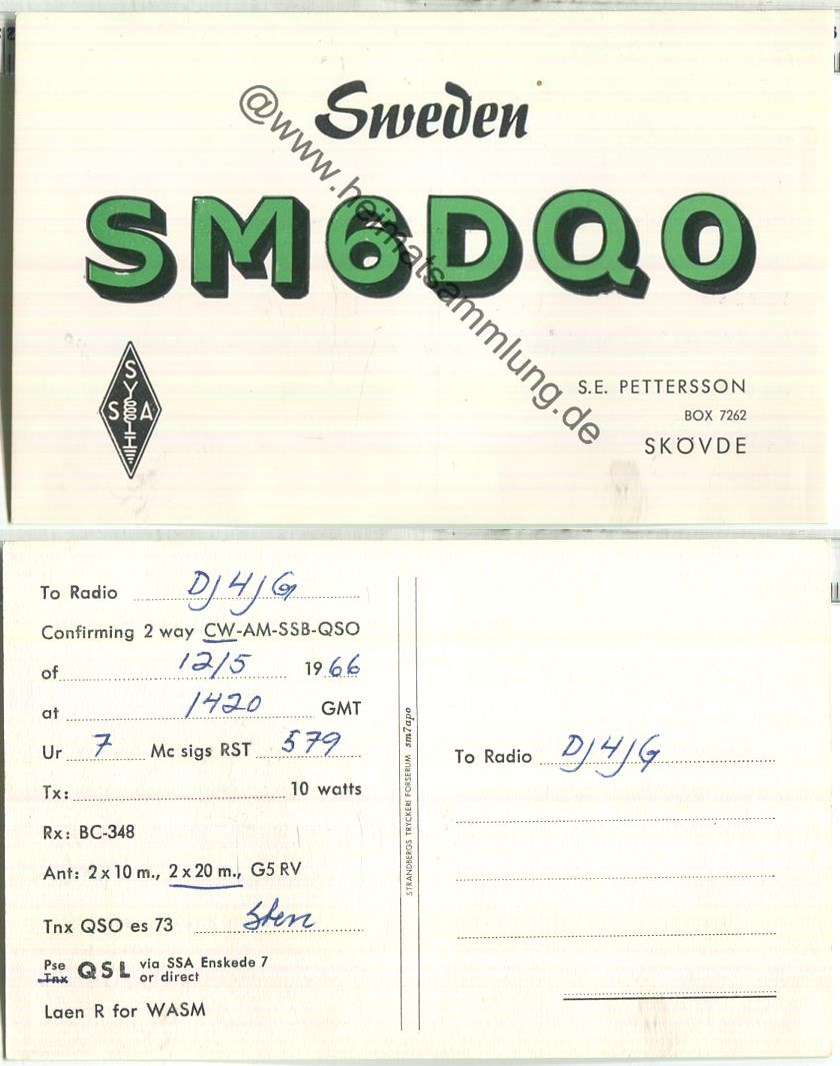 Sweden
SM6DQO
@www.heimatsammlung.de
S
Y
S A
S.E. PETTERSSON
BOX 7262
SKÖVDE
To Radio DJ4JG
Confirming 2 way CW-AM-SSB-QSO
of 12/5 1966
at 1420 GMT
Ur 7 Mc sigs RST 579
Tx: 10 watts
Rx: BC-348
Ant: 2 x 10 m., 2 x 20 m., G5 RV
Tnx QSO es 73 Sten
Pse
Tnx QSL via SSA Enskede 7
or direct
Laen R for WASM
STRANDBERGS TRYCKERI FORSERUM sm7apo
To Radio DJ4JG